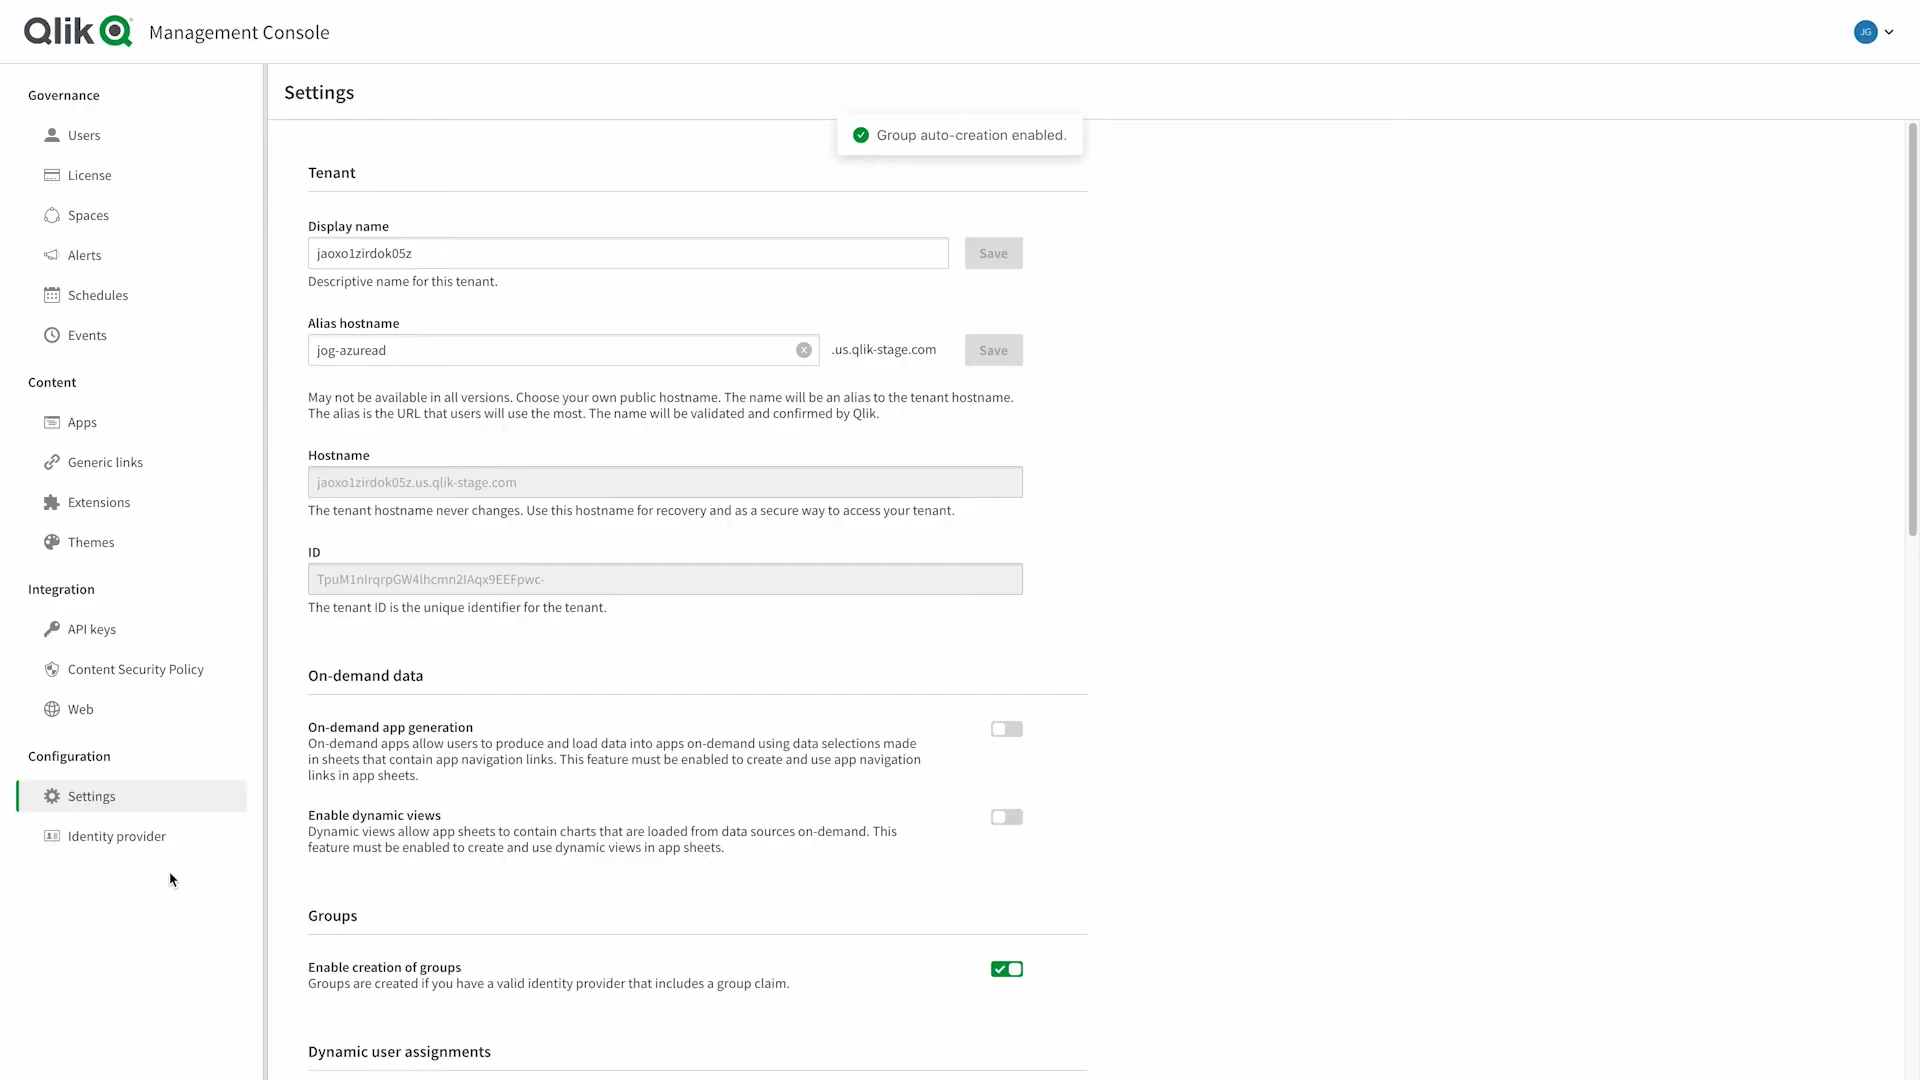 Qlik Management Console
JG
Governance
Users
License
Spaces
Alerts
Schedules
Events
Content
Apps
Generic links
Extensions
Themes
Integration
API keys
Content Security Policy
Web
Configuration
Settings
Identity provider
Settings
Group auto-creation enabled.
Tenant
Display name
jaoxo1zirdok05z
Save
Descriptive name for this tenant.
Alias hostname
jog-azuread
.us.qlik-stage.com
Save
May not be available in all versions. Choose your own public hostname. The name will be an alias to the tenant hostname.
The alias is the URL that users will use the most. The name will be validated and confirmed by Qlik.
Hostname
jaoxo1zirdok05z.us.qlik-stage.com
The tenant hostname never changes. Use this hostname for recovery and as a secure way to access your tenant.
ID
The tenant ID is the unique identifier for the tenant.
On-demand data
On-demand app generation
On-demand apps allow users to produce and load data into apps on-demand using data selections made
in sheets that contain app navigation links. This feature must be enabled to create and use app navigation
links in app sheets.
Enable dynamic views
Dynamic views allow app sheets to contain charts that are loaded from data sources on-demand. This
feature must be enabled to create and use dynamic views in app sheets.
Groups
Enable creation of groups
Groups are created if you have a valid identity provider that includes a group claim.
Dynamic user assignments